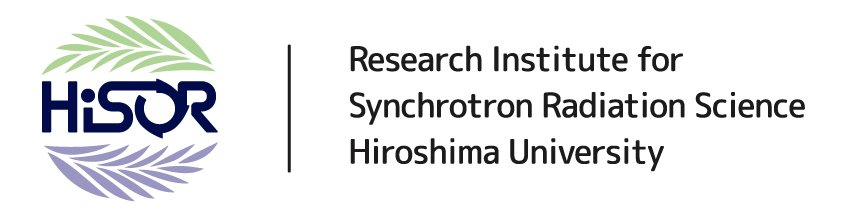 HiSOR
Research Institute for
Synchrotron Radiation Science
Hiroshima University